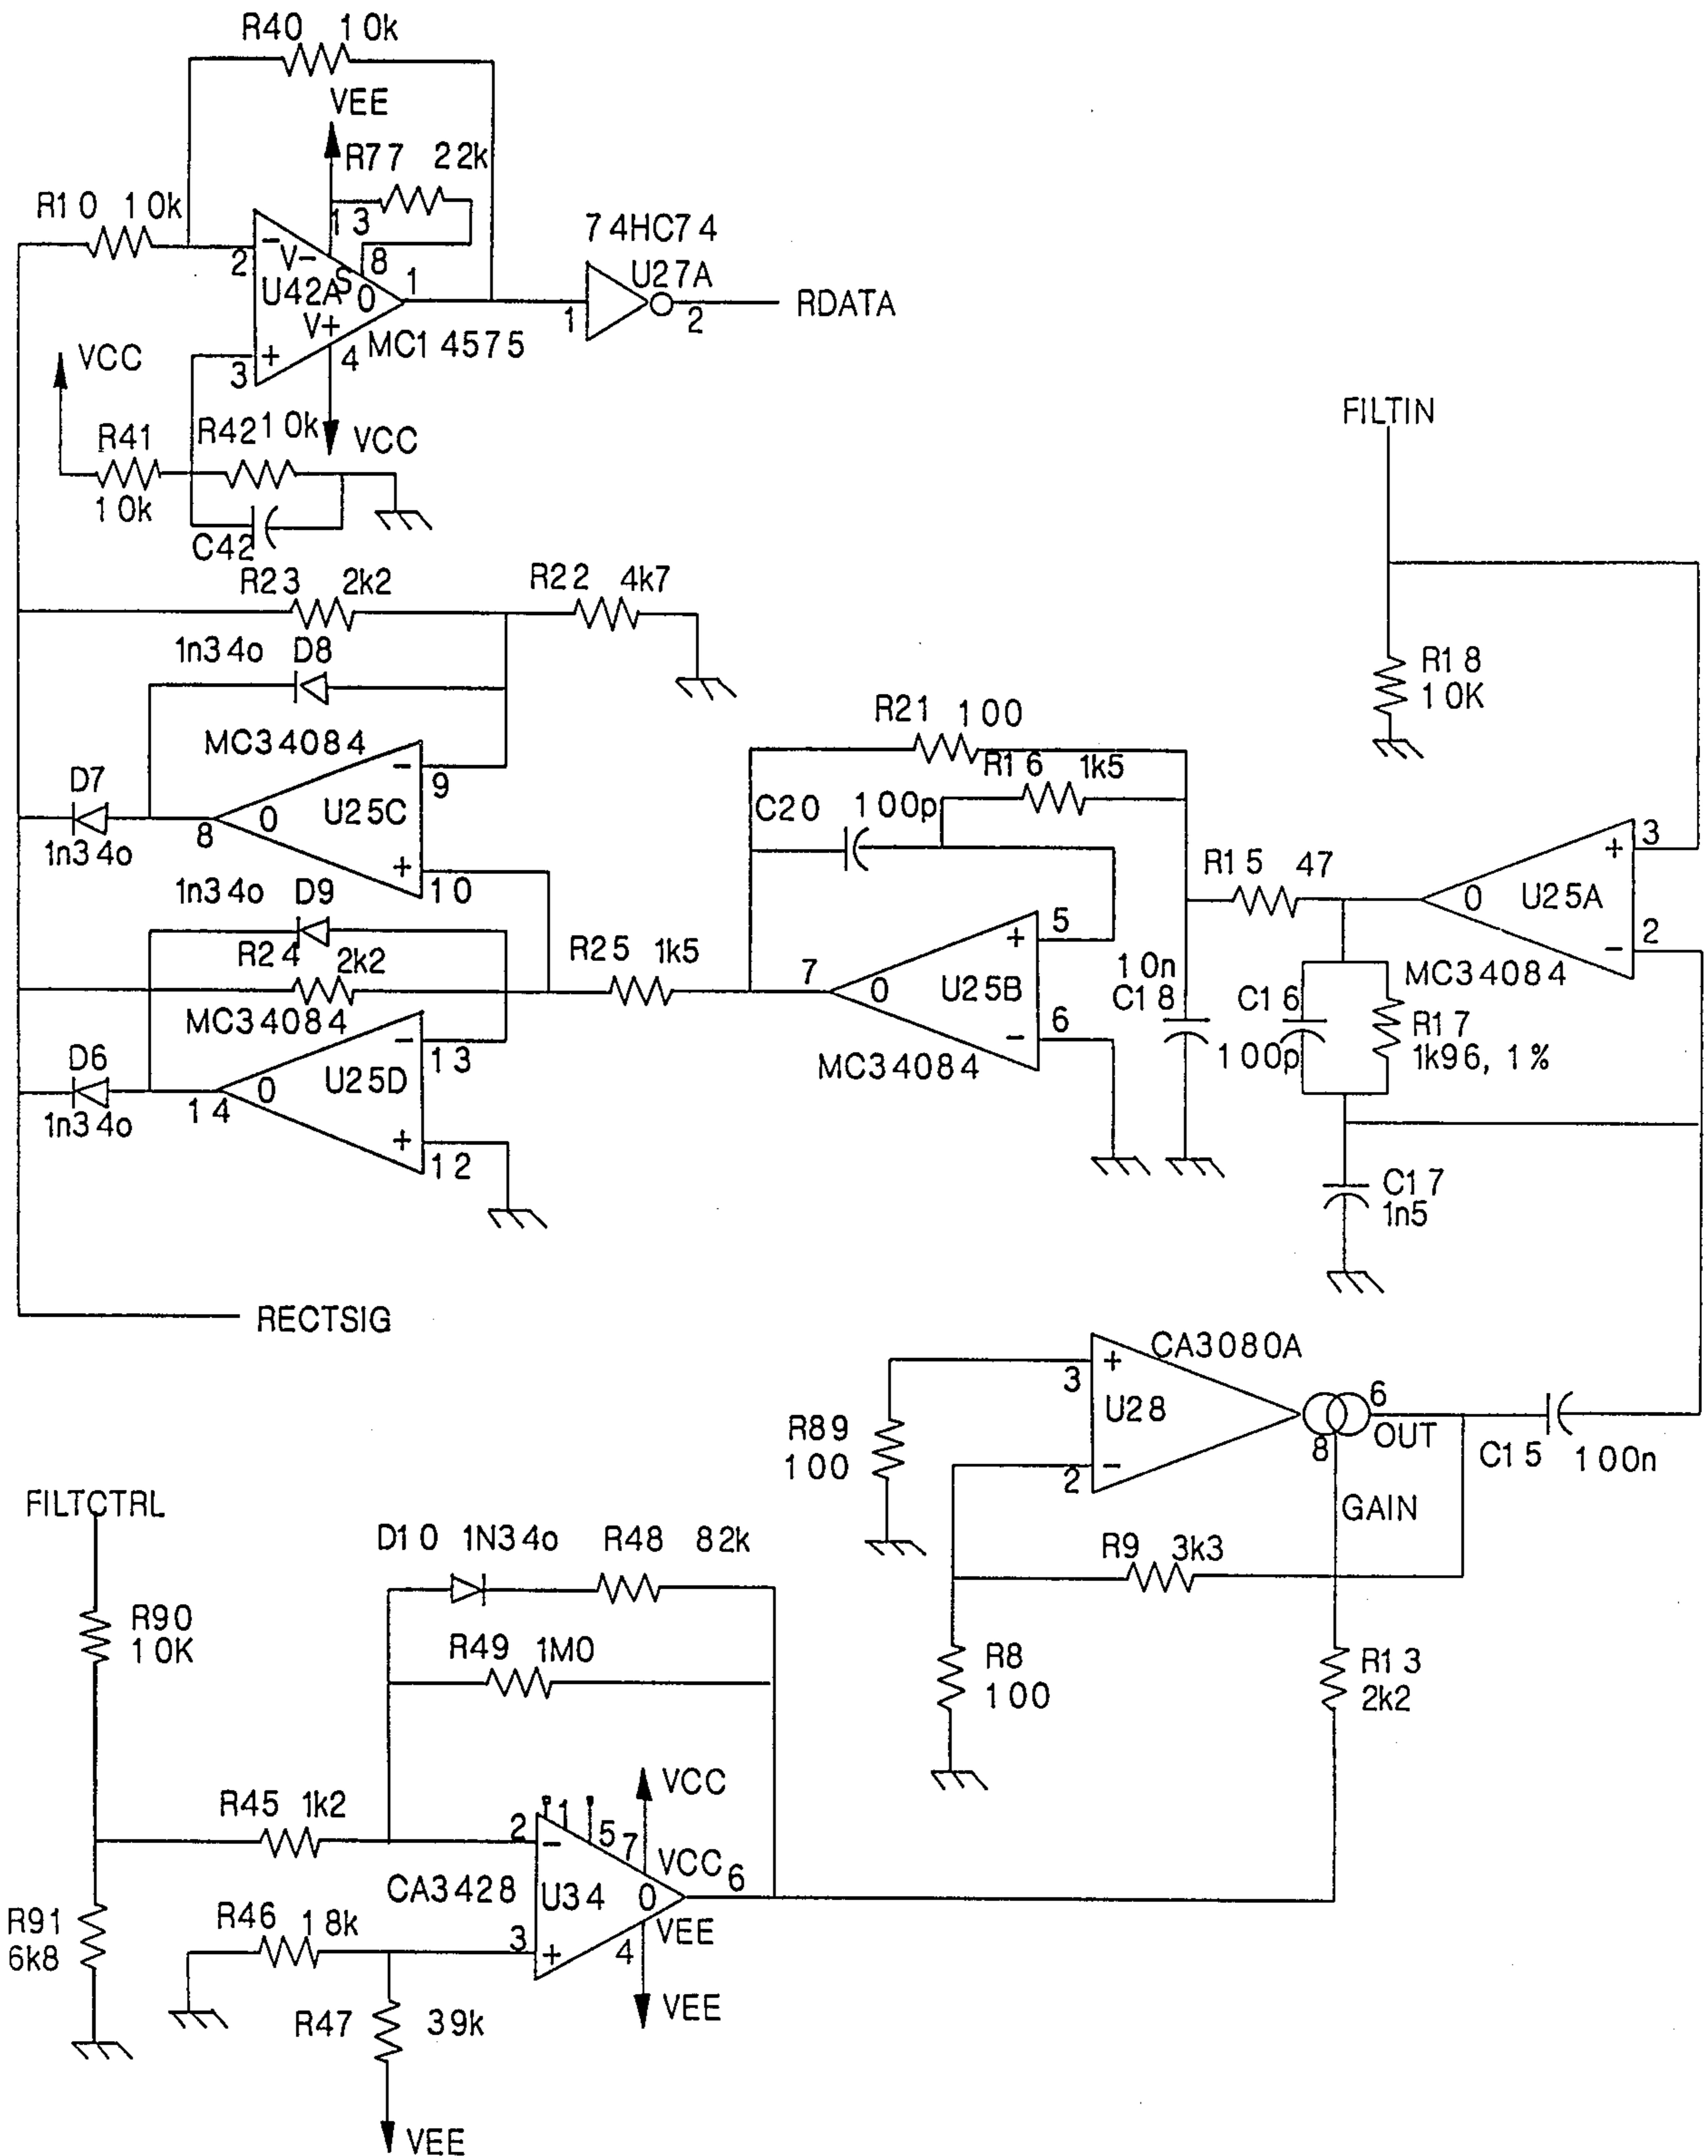 R40 10k
VEE
R77 22k
R10 10k
13
- V-
2
8
S
U42A
0
1
V+
MC14575
+
3
4
74HC74
U27A
1
2
RDATA
VCC
R41
10k
R42 10k
VCC
C42
FILTIN
R23 2k2
R22 4k7
1n34o D8
R18
10K
MC34084
-
9
D7
U25C
0
8
1n34o
+
10
R21 100
R16 1k5
C20 100p
1n34o D9
R24 2k2
R25 1k5
MC34084
-
13
D6
U25D
0
14
1n34o
+
12
+
5
7
0
U25B
-
6
MC34084
10n
C18
R15 47
3
+
0
U25A
2
-
MC34084
C16
100p
R17
1k96, 1%
C17
1n5
RECTSIG
CA3080A
3
+
U28
6
OUT
8
2
-
R89
100
C15 100n
GAIN
R9 3k3
R8
100
R13
2k2
FILTCTRL
D10 1N34o R48 82k
R90
10K
R49 1M0
VCC
R45 1k2
2
-
1
5
7
VCC
6
CA3428
U34
0
R91
6k8
R46 18k
3
+
4
VEE
VEE
R47 39k
VEE